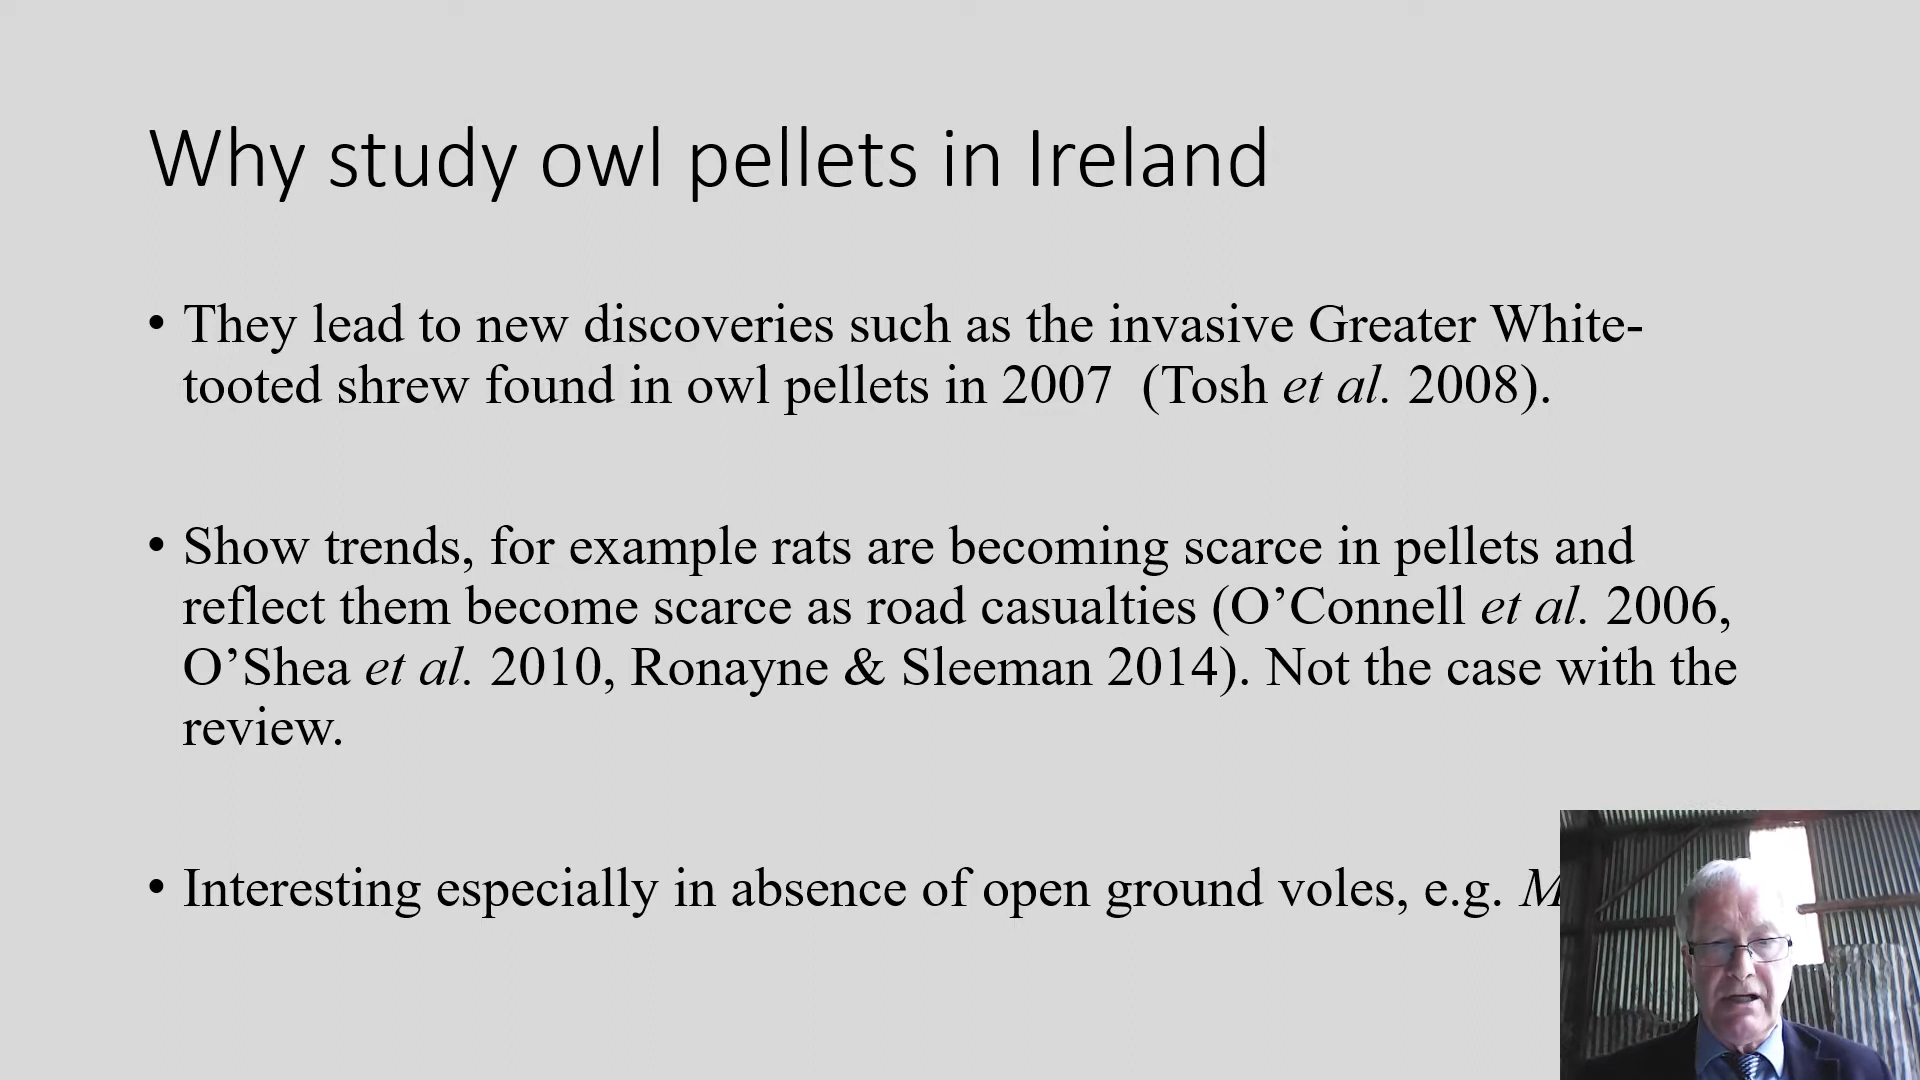 Why study owl pellets in Ireland
• They lead to new discoveries such as the invasive Greater White-
tooted shrew found in owl pellets in 2007 (Tosh et al. 2008).
• Show trends, for example rats are becoming scarce in pellets and
reflect them become scarce as road casualties (O’Connell et al. 2006,
O’Shea et al. 2010, Ronayne & Sleeman 2014). Not the case with the
review.
• Interesting especially in absence of open ground voles, e.g.